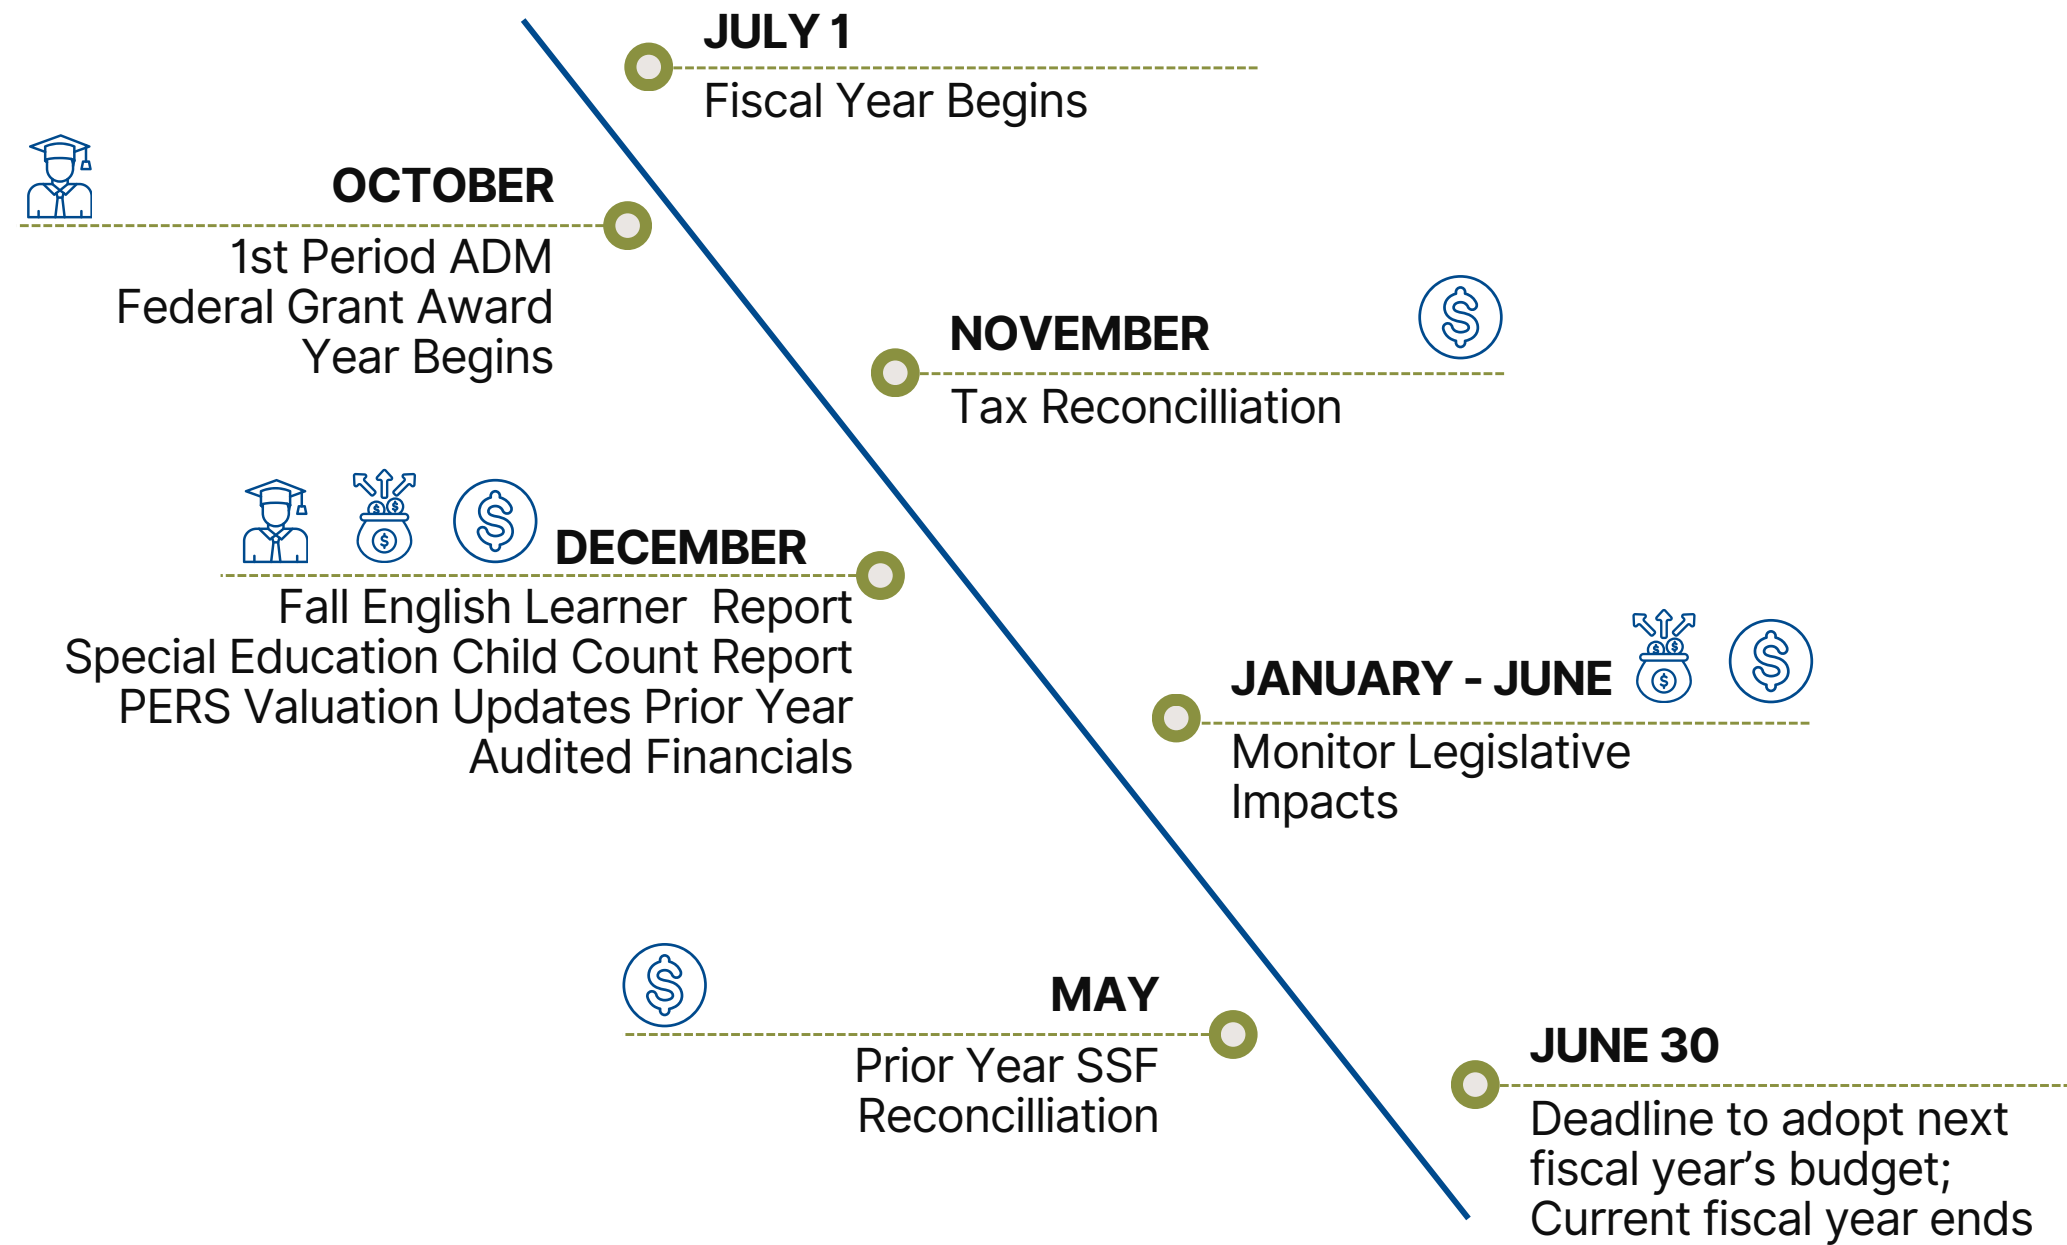 JULY 1
Fiscal Year Begins
OCTOBER
1st Period ADM
Federal Grant Award
Year Begins
NOVEMBER
Tax Reconcilliation
DECEMBER
Fall English Learner  Report
Special Education Child Count Report
PERS Valuation Updates Prior Year
Audited Financials
JANUARY - JUNE
Monitor Legislative
Impacts
MAY
Prior Year SSF
Reconcilliation
JUNE 30
Deadline to adopt next
fiscal year's budget;
Current fiscal year ends